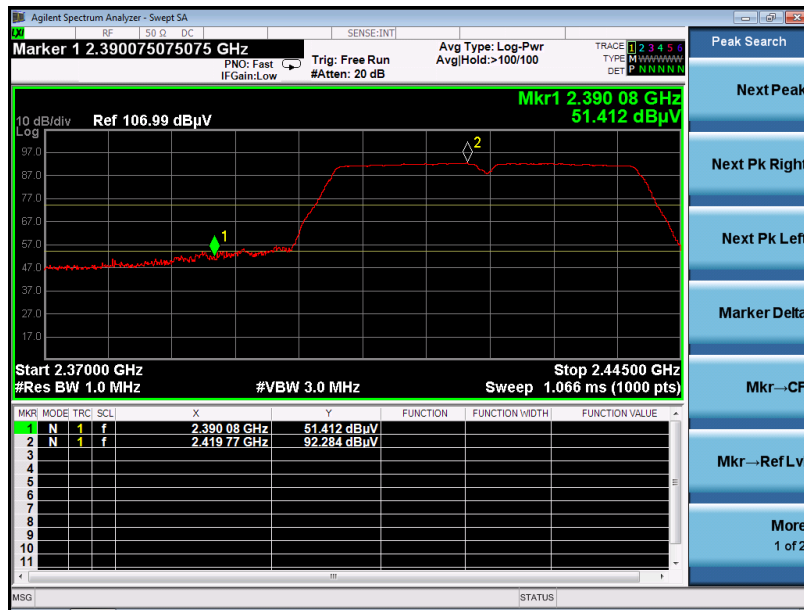 Agilent Spectrum Analyzer - Swept SA
LXI RF 50 Ω DC SENSE:INT
Marker 1 2.390075075075 GHz
PNO: Fast
IFGain:Low
Trig: Free Run
#Atten: 20 dB
Avg Type: Log-Pwr
Avg|Hold:>100/100
TRACE 1 2 3 4 5 6
TYPE M W W W W W
DET P N N N N N
Mkr1 2.390 08 GHz
51.412 dBµV
10 dB/div Ref 106.99 dBµV
Log
97.0
87.0
77.0
67.0
57.0
47.0
37.0
27.0
17.0
1
2
Start 2.37000 GHz
Stop 2.44500 GHz
#Res BW 1.0 MHz
#VBW 3.0 MHz
Sweep 1.066 ms (1000 pts)
MKR MODE TRC SCL X Y FUNCTION FUNCTION WIDTH FUNCTION VALUE
1 N 1 f 2.390 08 GHz 51.412 dBµV
2 N 1 f 2.419 77 GHz 92.284 dBµV
3
4
5
6
7
8
9
10
11
MSG
STATUS
Peak Search
Next Peak
Next Pk Right
Next Pk Left
Marker Delta
Mkr→CF
Mkr→Ref Lv
More
1 of 2